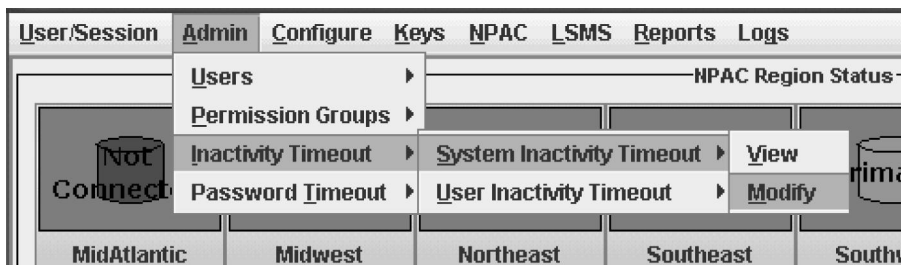 User/Session Admin Configure Keys NPAC LSMS Reports Logs
NPAC Region Status
Users
Permission Groups
Inactivity Timeout System Inactivity Timeout View
Password Timeout User Inactivity Timeout Modify
Not
MidAtlantic Midwest Northeast Southeast